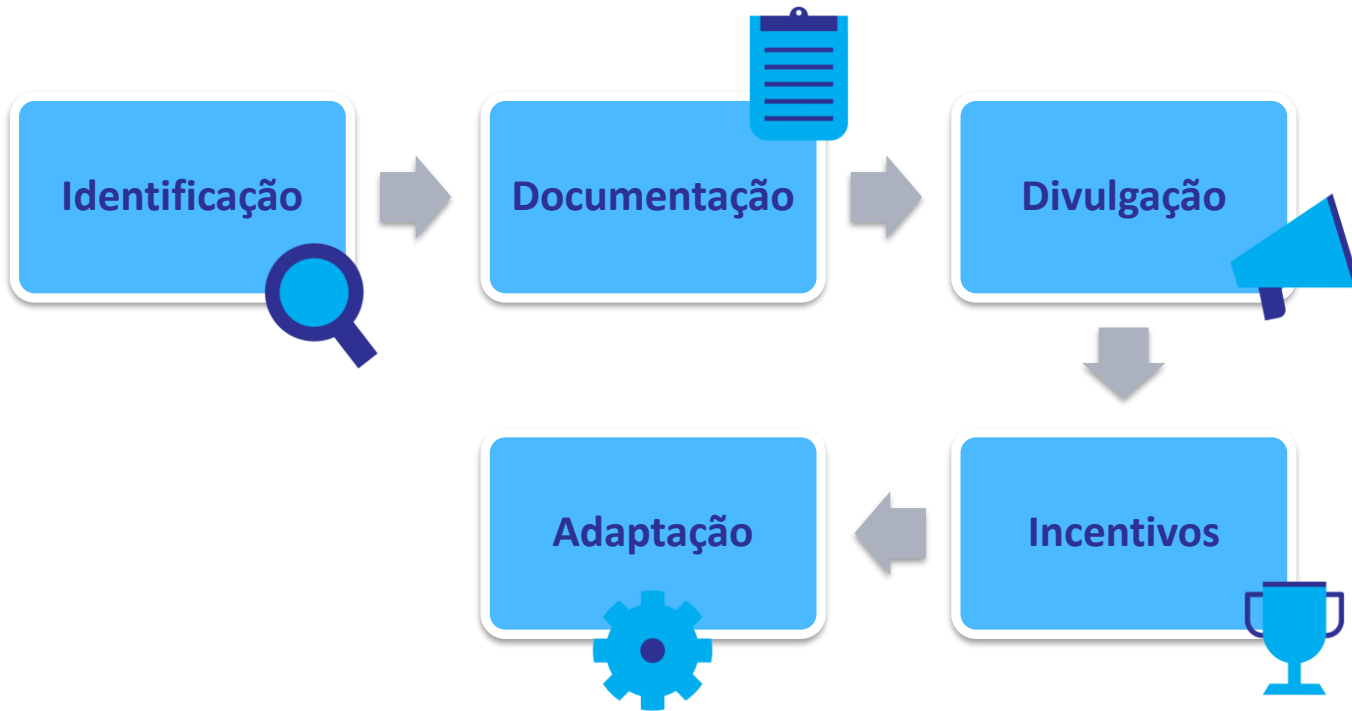 Identificação
Documentação
Divulgação
Incentivos
Adaptação